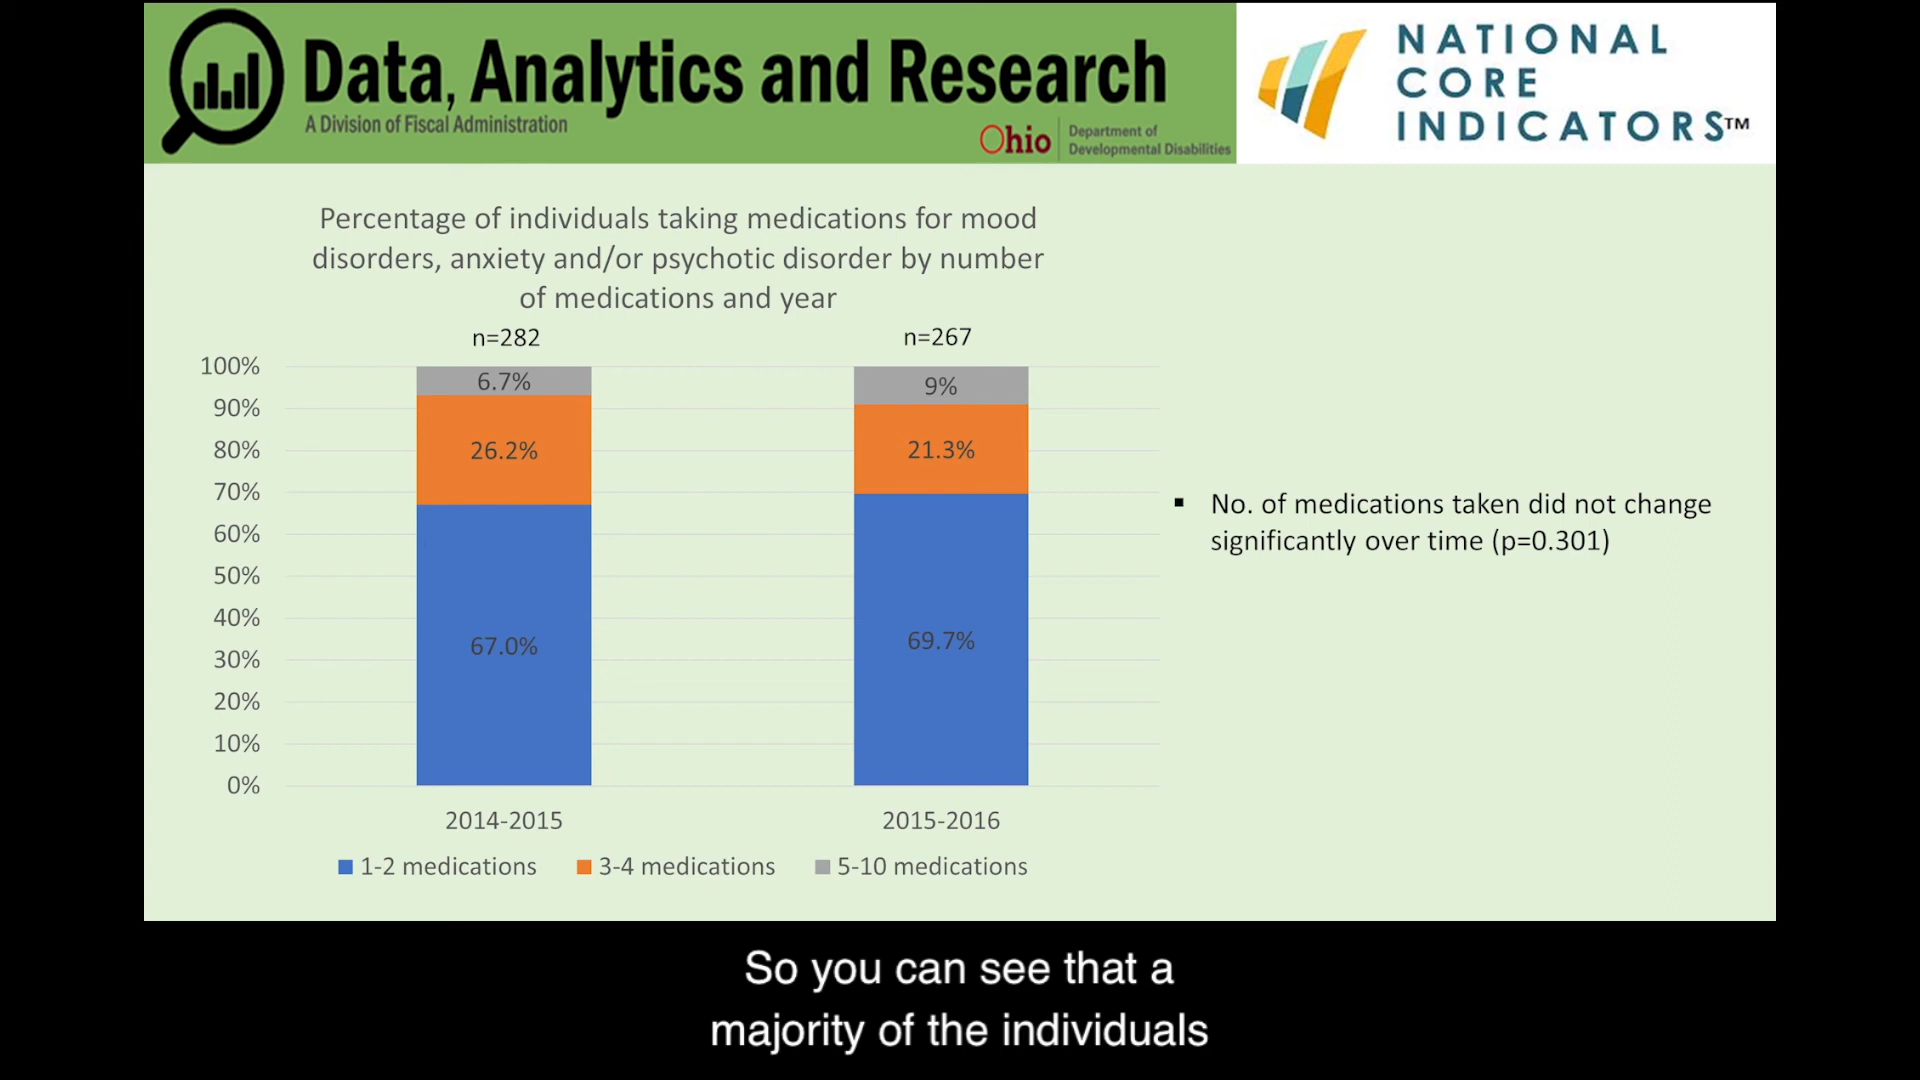 Data, Analytics and Research
A Division of Fiscal Administration
Ohio
Department of
Developmental Disabilities
NATIONAL
CORE
INDICATORS™
Percentage of individuals taking medications for mood
disorders, anxiety and/or psychotic disorder by number
of medications and year
n=282
n=267
100%
90%
80%
70%
60%
50%
40%
30%
20%
10%
0%
6.7%
26.2%
67.0%
9%
21.3%
69.7%
2014-2015
2015-2016
1-2 medications
3-4 medications
5-10 medications
▪ No. of medications taken did not change
significantly over time (p=0.301)
So you can see that a
majority of the individuals